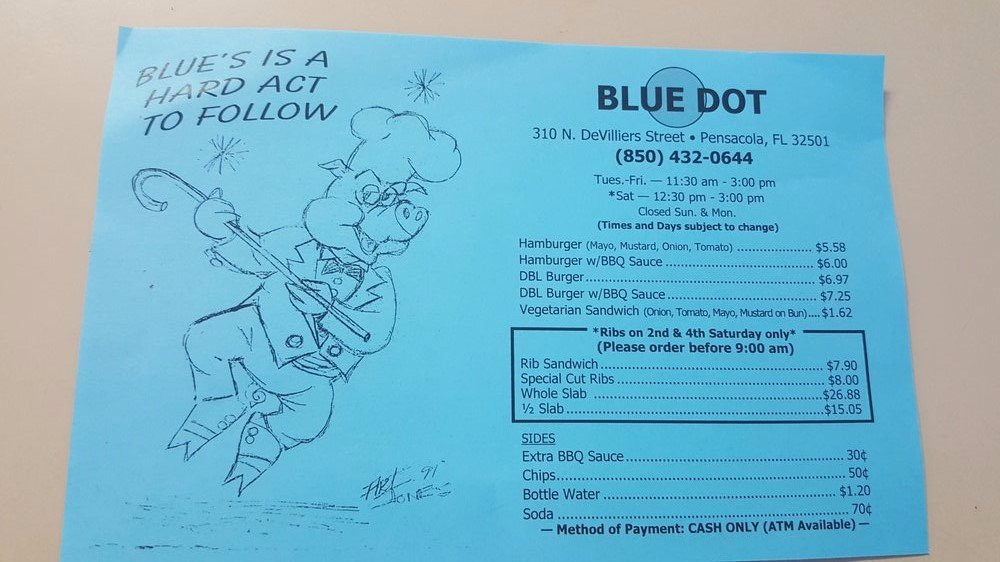 BLUE'S IS A
HARD ACT
TO FOLLOW
BLUE DOT
310 N. DeVilliers Street • Pensacola, FL 32501
(850) 432-0644
Tues.-Fri. — 11:30 am - 3:00 pm
*Sat — 12:30 pm - 3:00 pm
Closed Sun. & Mon.
(Times and Days subject to change)
Hamburger (Mayo, Mustard, Onion, Tomato) .................. $5.58
Hamburger w/BBQ Sauce .................................. $6.00
DBL Burger .................................................... $6.97
DBL Burger w/BBQ Sauce .................................. $7.25
Vegetarian Sandwich (Onion, Tomato, Mayo, Mustard on Bun) .... $1.62
*Ribs on 2nd & 4th Saturday only*
(Please order before 9:00 am)
Rib Sandwich .................................................. $7.90
Special Cut Ribs .............................................. $8.00
Whole Slab .................................................... $26.88
½ Slab .......................................................... $15.05
SIDES
Extra BBQ Sauce .............................................. 30¢
Chips ............................................................ 50¢
Bottle Water .................................................... $1.20
Soda .............................................................. 70¢
— Method of Payment: CASH ONLY (ATM Available) —
91
JONES